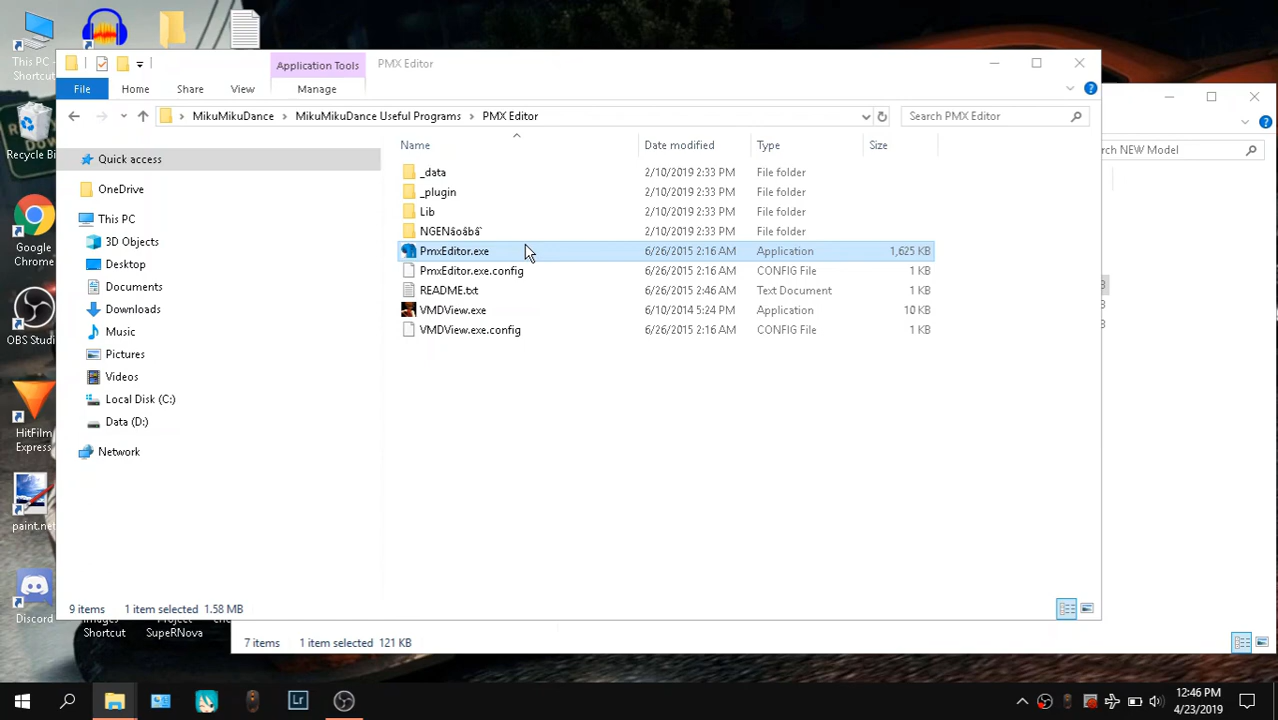 This PC -
Shortcut
Recycle Bin
Google
Chrome
OBS Studio
HitFilm
Express
paint.net
Discord
Application Tools
PMX Editor
File
Home
Share
View
Manage
MikuMikuDance
MikuMikuDance Useful Programs
PMX Editor
Search PMX Editor
Name
Date modified
Type
Size
Quick access
OneDrive
This PC
3D Objects
Desktop
Documents
Downloads
Music
Pictures
Videos
Local Disk (C:)
Data (D:)
Network
_data 2/10/2019 2:33 PM File folder
_plugin 2/10/2019 2:33 PM File folder
Lib 2/10/2019 2:33 PM File folder
2/10/2019 2:33 PM File folder
PmxEditor.exe 6/26/2015 2:16 AM Application 1,625 KB
PmxEditor.exe.config 6/26/2015 2:16 AM CONFIG File 1 KB
README.txt 6/26/2015 2:46 AM Text Document 1 KB
VMDView.exe 6/10/2014 5:24 PM Application 10 KB
VMDView.exe.config 6/26/2015 2:16 AM CONFIG File 1 KB
9 items 1 item selected 1.58 MB
rch NEW Model
B
B
B
Shortcut
SupeRNova
7 items 1 item selected 121 KB
Lr
12:46 PM
4/23/2019